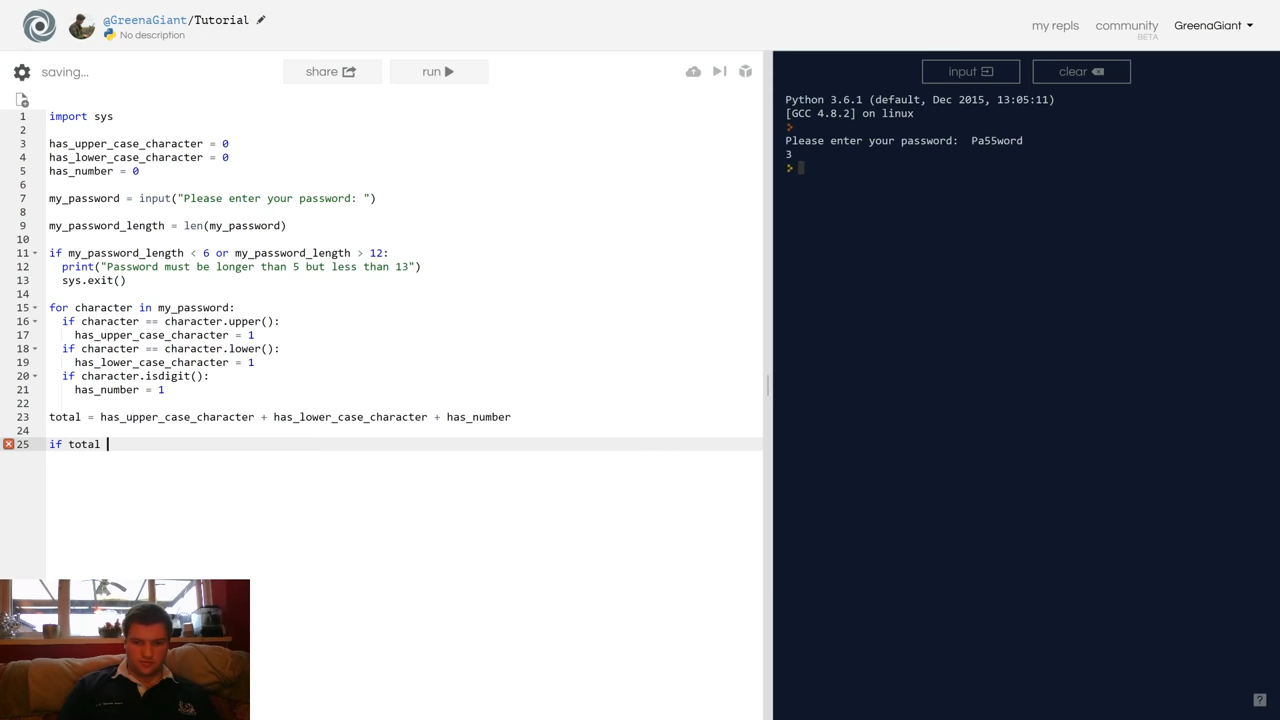 @GreenaGiant/Tutorial
No description
my repls
community
BETA
GreenaGiant
saving...
share
run
input
clear
1 import sys
2
3 has_upper_case_character = 0
4 has_lower_case_character = 0
5 has_number = 0
6
7 my_password = input("Please enter your password: ")
8
9 my_password_length = len(my_password)
10
11 if my_password_length < 6 or my_password_length > 12:
12 print("Password must be longer than 5 but less than 13")
13 sys.exit()
14
15 for character in my_password:
16 if character == character.upper():
17 has_upper_case_character = 1
18 if character == character.lower():
19 has_lower_case_character = 1
20 if character.isdigit():
21 has_number = 1
22
23 total = has_upper_case_character + has_lower_case_character + has_number
24
25 if total
Python 3.6.1 (default, Dec 2015, 13:05:11)
[GCC 4.8.2] on linux
Please enter your password: Pa55word
3
?